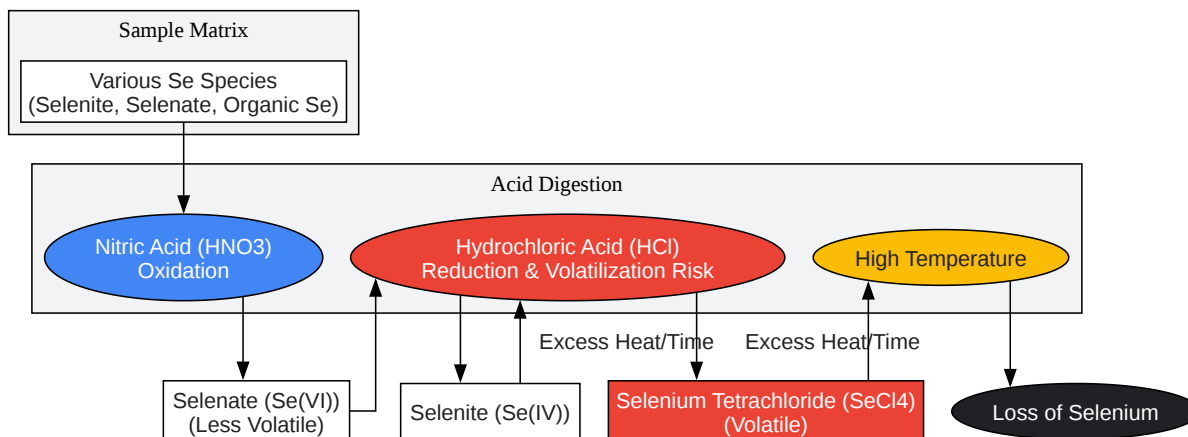 Sample Matrix
Various Se Species
(Selenite, Selenate, Organic Se)
Acid Digestion
Nitric Acid (HNO3)
Oxidation
Hydrochloric Acid (HCl)
Reduction & Volatilization Risk
High Temperature
Excess Heat/Time
Excess Heat/Time
Selenate (Se(VI))
(Less Volatile)
Selenite (Se(IV))
Selenium Tetrachloride (SeCl4)
(Volatile)
Loss of Selenium